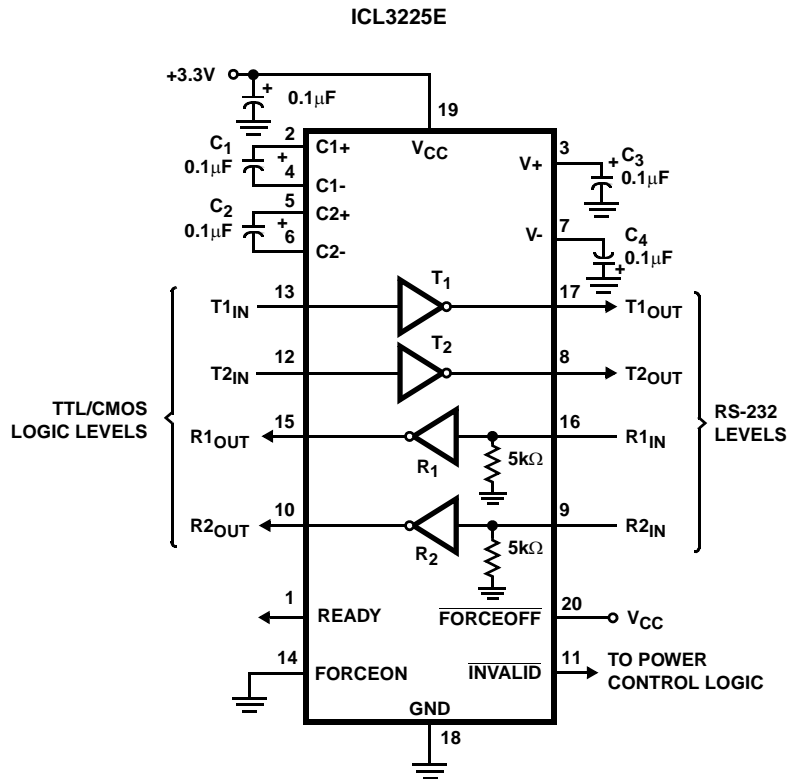 ICL3225E
+3.3V
+
0.1μF
19
VCC
2
C1
0.1μF
+
C1+
4
C1-
5
C2
0.1μF
+
C2+
6
C2-
3
V+
+
C3
0.1μF
7
V-
C4
0.1μF
+
T1IN
13
T1
17
T1OUT
T2IN
12
T2
8
T2OUT
TTL/CMOS
LOGIC LEVELS
RS-232
LEVELS
R1OUT
15
R1
5kΩ
16
R1IN
R2OUT
10
R2
5kΩ
9
R2IN
1
READY
FORCEOFF
20
VCC
14
FORCEON
INVALID
11
TO POWER
CONTROL LOGIC
GND
18